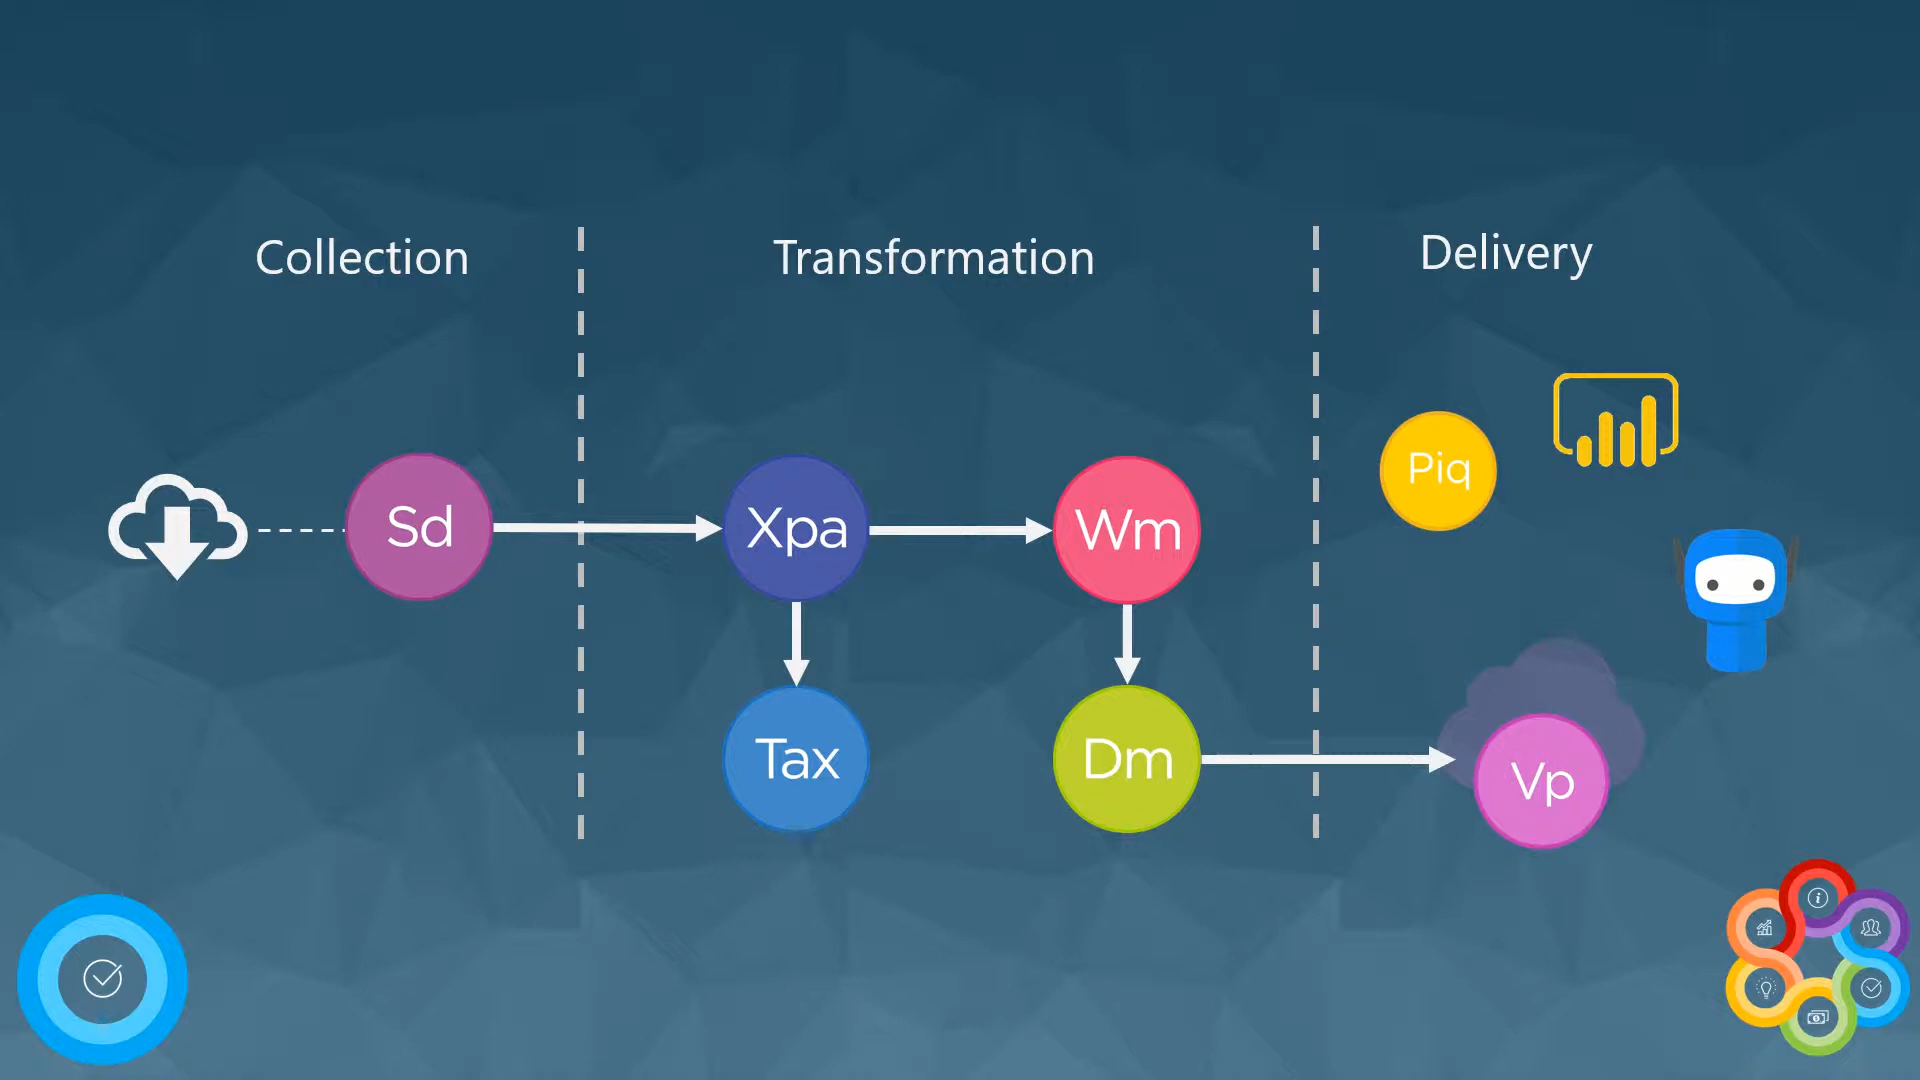 Collection
Transformation
Delivery
Sd
Xpa
Wm
Piq
Tax
Dm
Vp